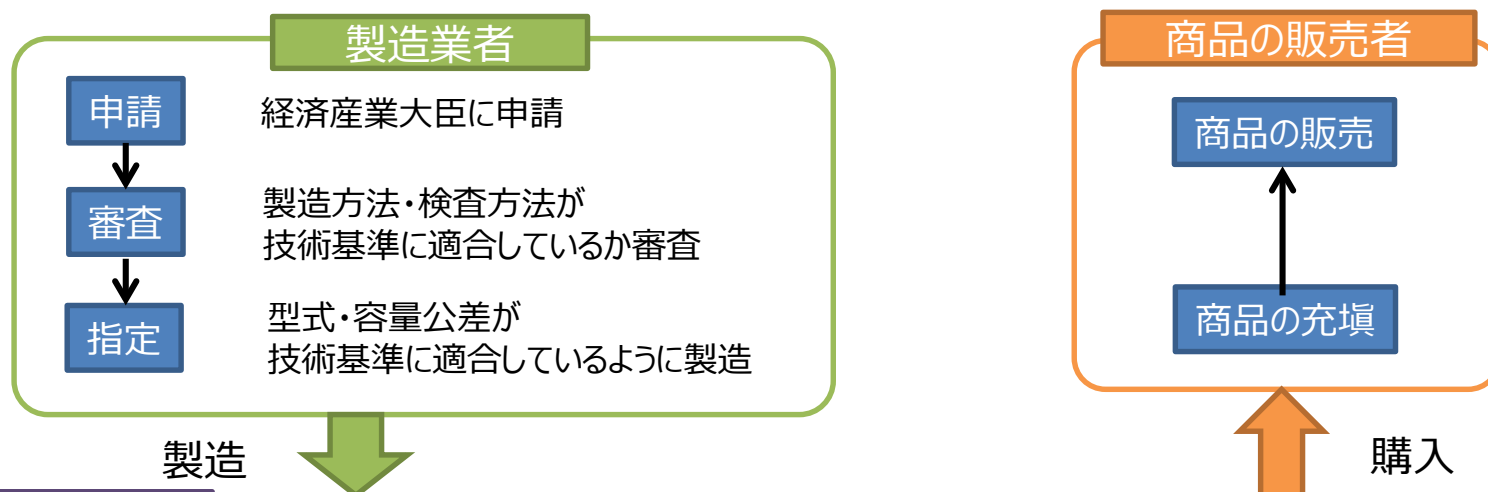 製造業者
申請
経済産業大臣に申請
審査
製造方法・検査方法が
技術基準に適合しているか審査
指定
型式・容量公差が
技術基準に適合しているように製造
製造
商品の販売者
商品の販売
商品の充塡
購入